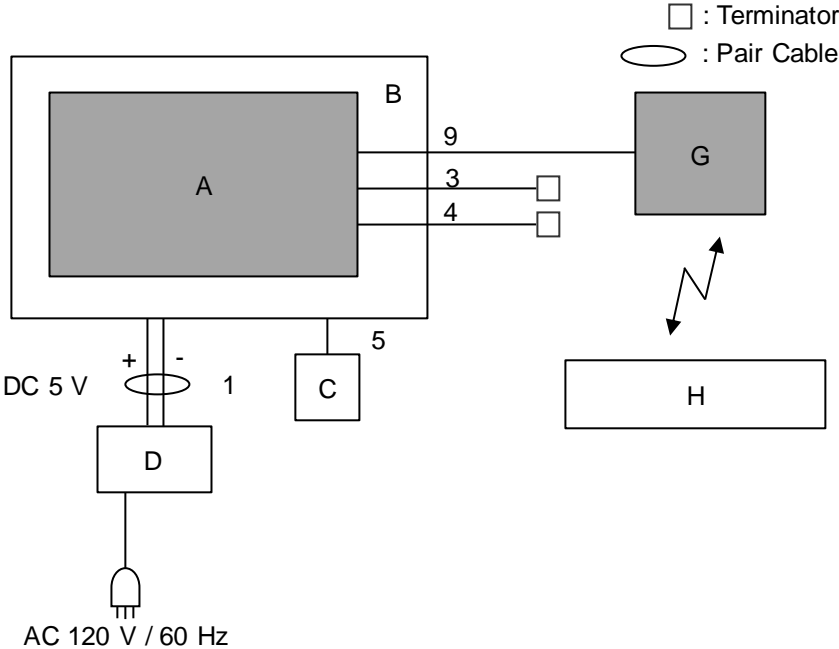 : Terminator
: Pair Cable
B
9
A
G
3
4
+ -
5
DC 5 V
1
C
H
D
AC 120 V / 60 Hz